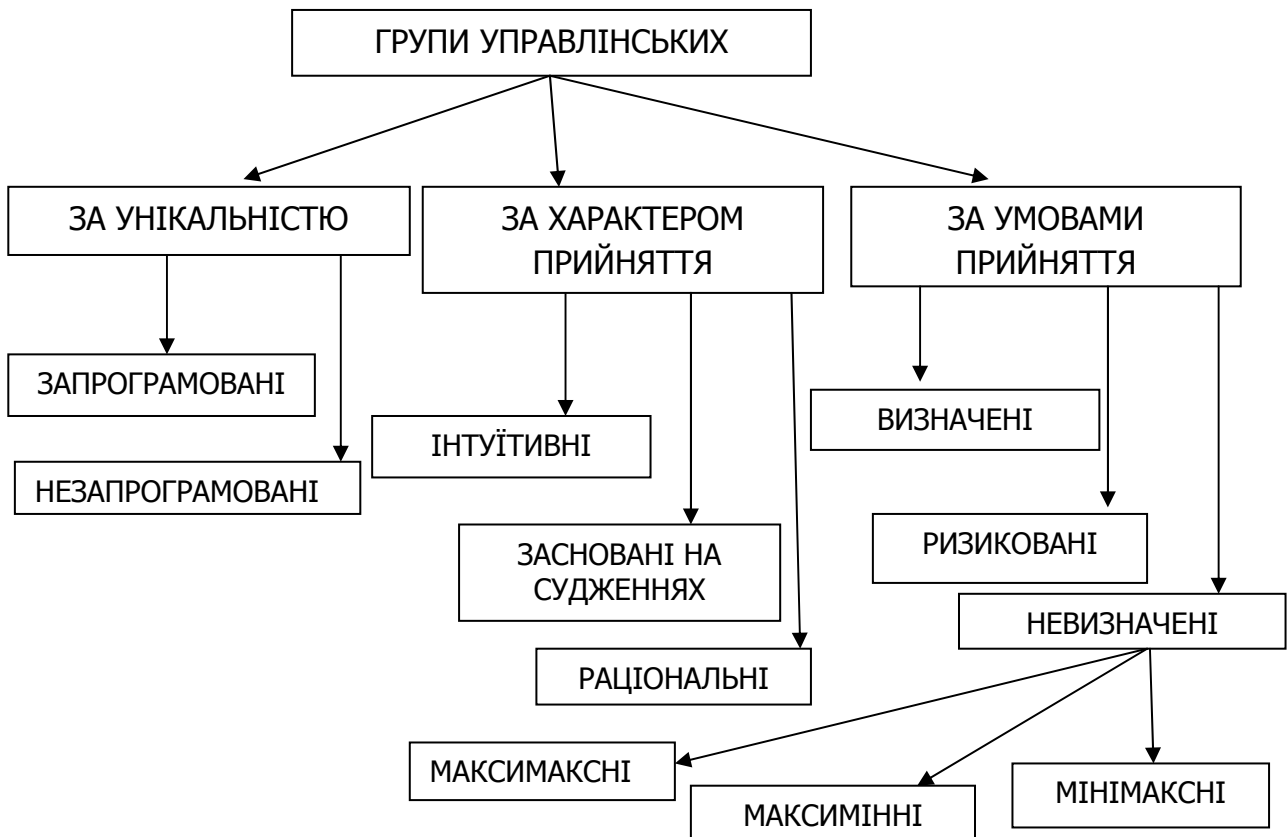 ГРУПИ УПРАВЛІНСЬКИХ
ЗА УНІКАЛЬНІСТЮ
ЗА ХАРАКТЕРОМ
ПРИЙНЯТТЯ
ЗА УМОВАМИ
ПРИЙНЯТТЯ
ЗАПРОГРАМОВАНІ
НЕЗАПРОГРАМОВАНІ
ІНТУЇТИВНІ
ЗАСНОВАНІ НА
СУДЖЕННЯХ
РАЦІОНАЛЬНІ
ВИЗНАЧЕНІ
РИЗИКОВАНІ
НЕВИЗНАЧЕНІ
МАКСИМАКСНІ
МАКСИМІННІ
МІНІМАКСНІ